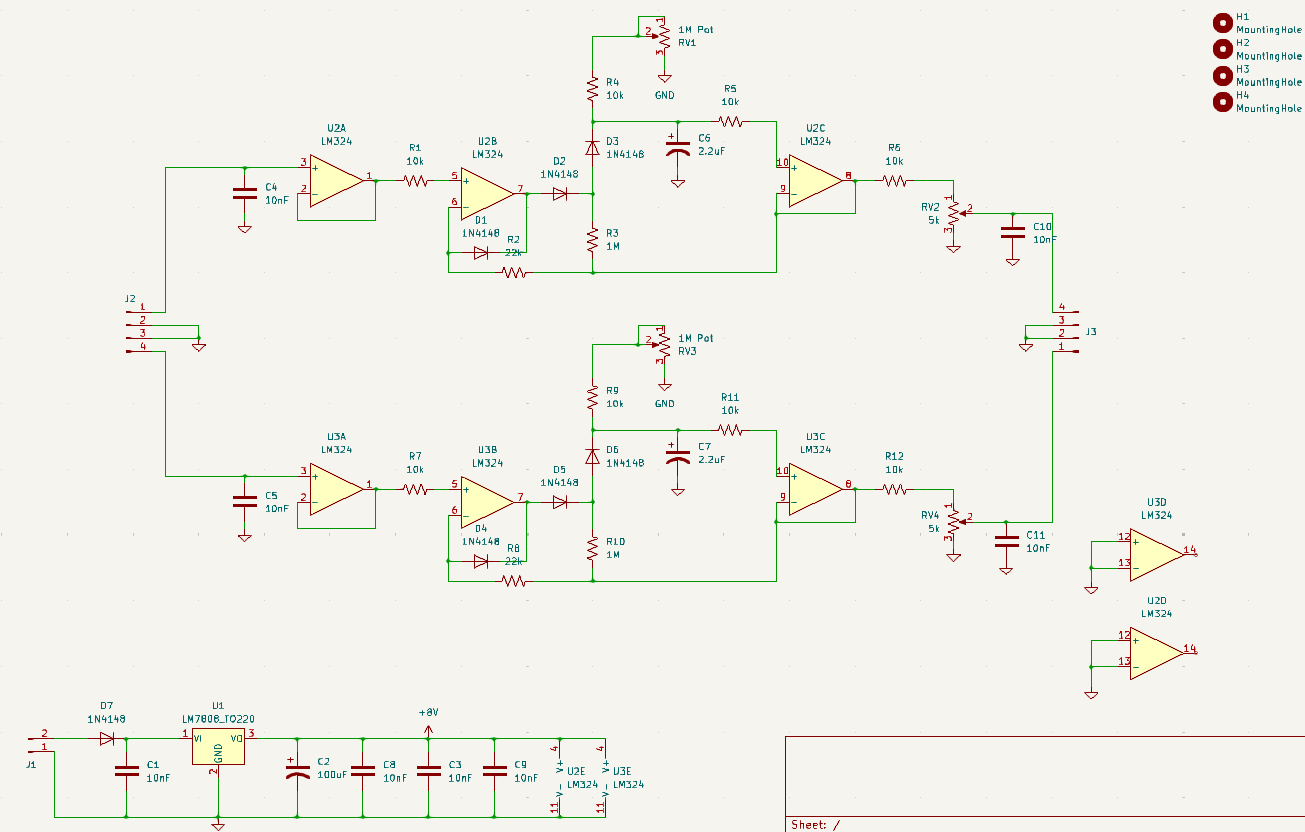 H1
MountingHole
H2
MountingHole
H3
MountingHole
H4
MountingHole
1
2
3
1M Pot
RV1
GND
R4
10k
R5
10k
U2A
LM324
3
+
2
-
1
R1
10k
U2B
LM324
5
+
6
-
7
D2
1N4148
D3
1N4148
+
C6
2.2uF
U2C
LM324
10
+
9
-
8
R6
10k
C4
10nF
D1
1N4148
R2
22k
R3
1M
RV2
5k
1
2
3
C10
10nF
J2
1
2
3
4
4
3
2
1
J3
1
2
3
1M Pot
RV3
GND
R9
10k
R11
10k
U3A
LM324
3
+
2
-
1
R7
10k
U3B
LM324
5
+
6
-
7
D5
1N4148
D6
1N4148
+
C7
2.2uF
U3C
LM324
10
+
9
-
8
R12
10k
C5
10nF
D4
1N4148
R8
22k
R10
1M
RV4
5k
1
2
3
C11
10nF
U3D
LM324
12
+
13
-
14
U2D
LM324
12
+
13
-
14
J1
2
1
D7
1N4148
C1
10nF
U1
LM7808_TO220
1
VI
VO
3
GND
2
+
C2
100uF
C8
10nF
+8V
C3
10nF
C9
10nF
4
V+
V-
11
U2E
LM324
4
V+
V-
11
U3E
LM324
Sheet: /